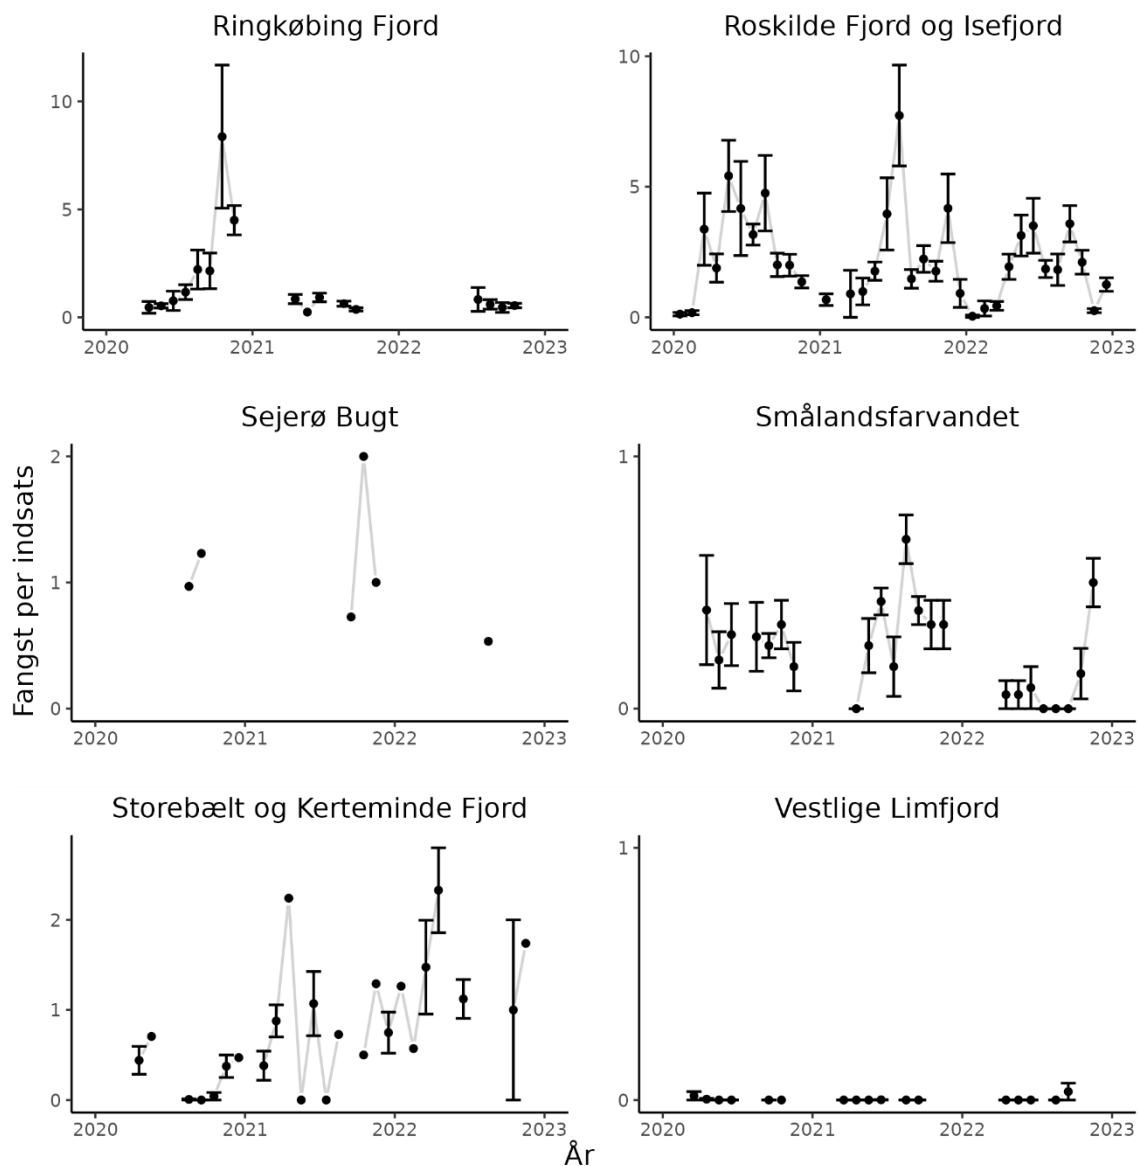 Ringkøbing Fjord
Roskilde Fjord og Isefjord
10
5
0
2020 2021 2022 2023
10
5
0
2020 2021 2022 2023
Sejerø Bugt
Smålandsfarvandet
Fangst per indsats
2
1
0
2020 2021 2022 2023
1
0
2020 2021 2022 2023
Storebælt og Kerteminde Fjord
Vestlige Limfjord
2
1
0
2020 2021 2022 2023
1
0
2020 2021 2022 2023
År